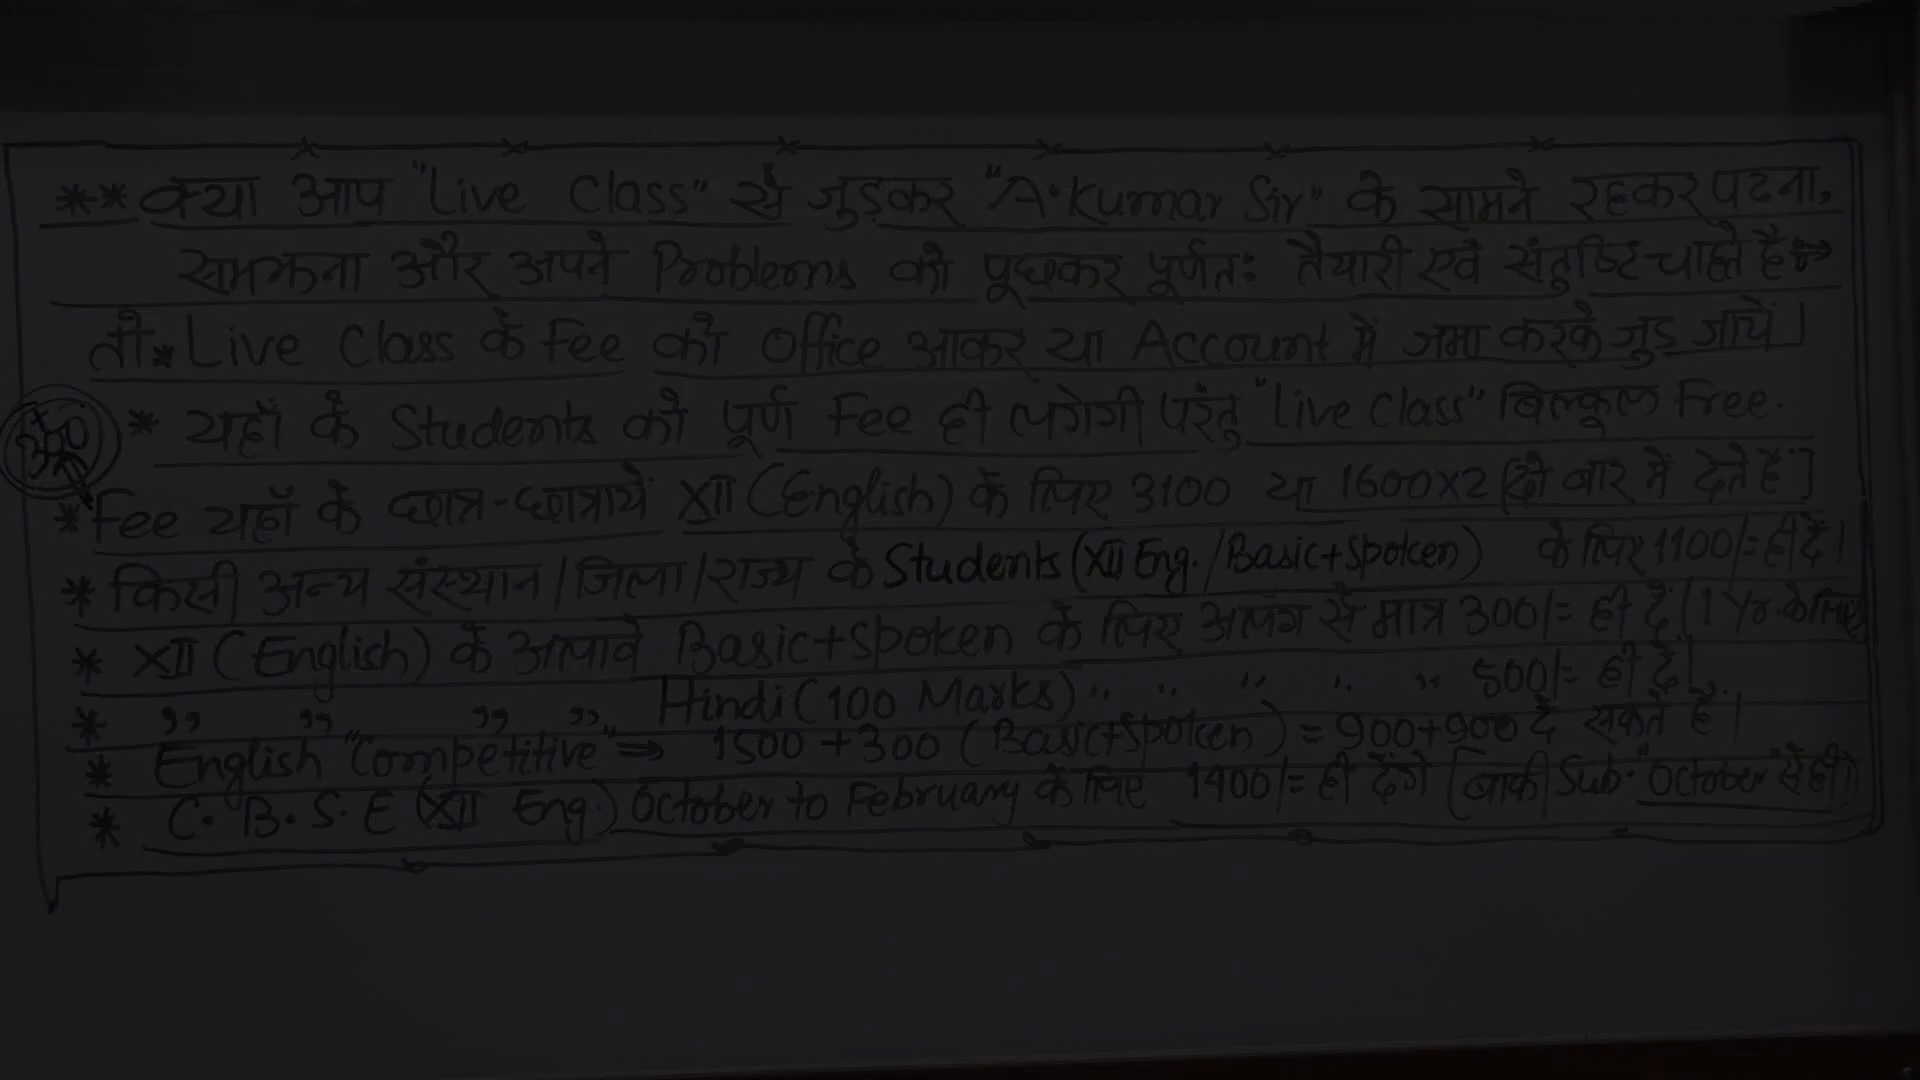 ** क्या आप "Live Class" से जुड़कर "A.Kumar Sir" के सामने रहकर पढना,
समझना और अपने Problems को पूछकर पूर्णतः तैयारी एवं संतुष्टि चाहते है ⇒
तो * Live Class के Fee को Office आकर या Account में जमा करके जुड जायें।
* यहाँ के Students को पूर्ण Fee ही लगेगी परंतु "Live Class" बिल्कूल Free.
* Fee यहाँ के छात्र-छात्रायें XII (English) के लिए 3100 या 1600x2 [दो बार में देते हैं]
* किसी अन्य संस्थान/जिला/राज्य के Students (XII Eng./Basic+Spoken) के लिए 1100/= ही दें।
* XII (English) के अलावे Basic+Spoken के लिए अलग से मात्र 300/= ही दें (1 Yr. के लिए)
* " " " " Hindi (100 Marks) " " " " " 500/= ही दें।
* English "Competitive" ⇒ 1500 + 300 (Basic+Spoken) = 900+900 दे सकते हैं।
* C.B.S.E (XII Eng.) October to February के लिए 1400/= ही देंगे [बाकी Sub. "October" से ही]